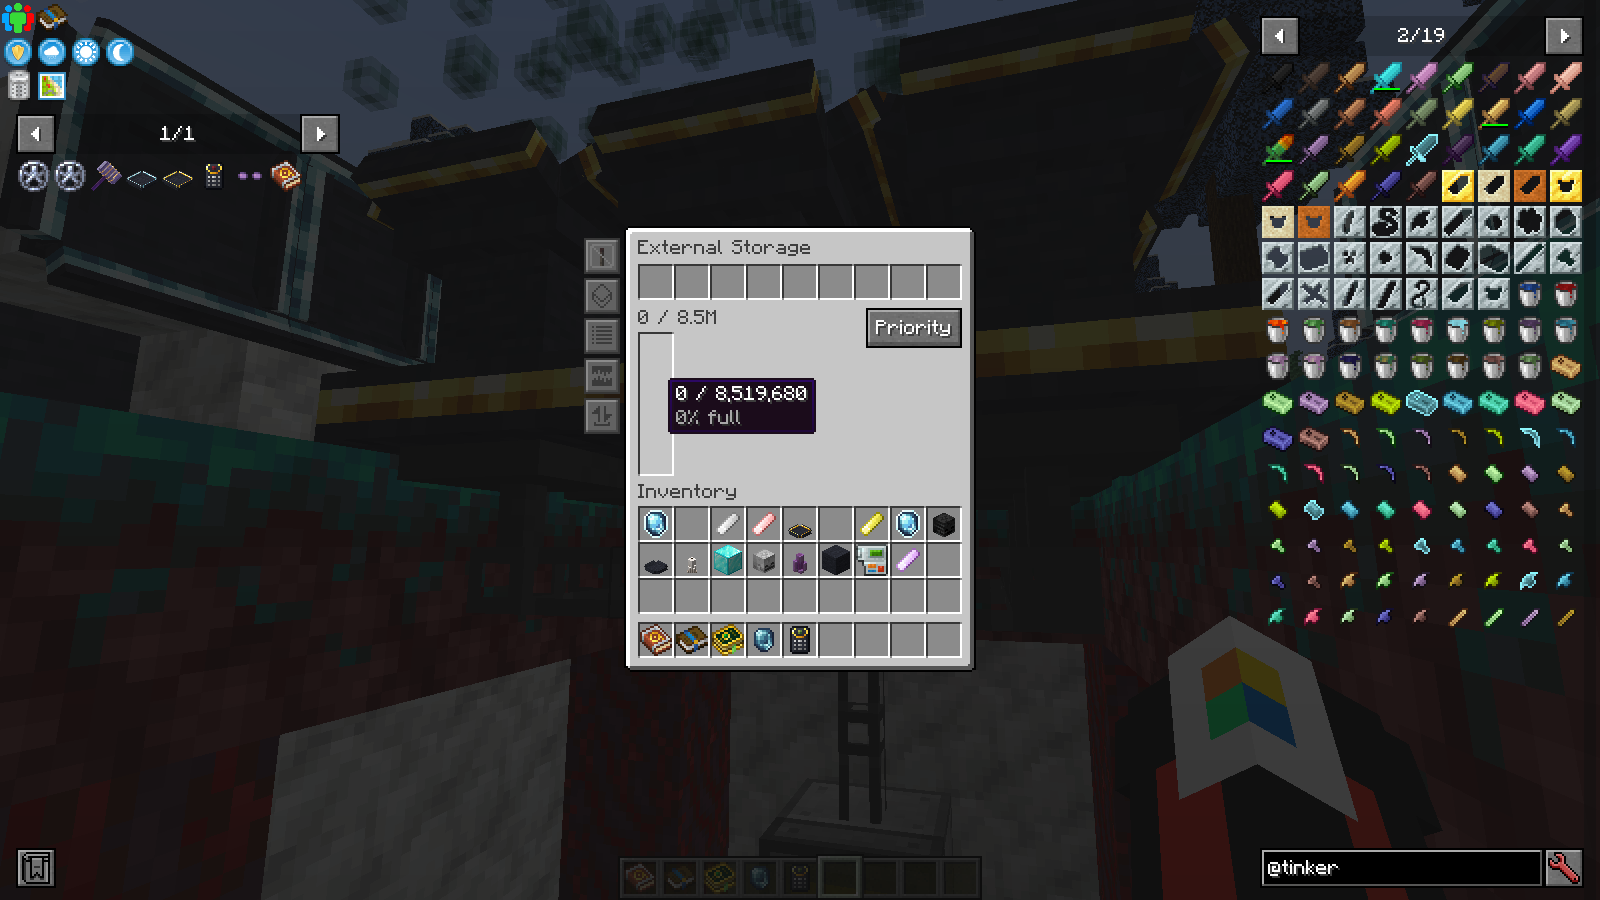 1/1
2/19
External Storage
0 / 8.5M
Priority
0 / 8,519,680
0% full
Inventory
@tinker